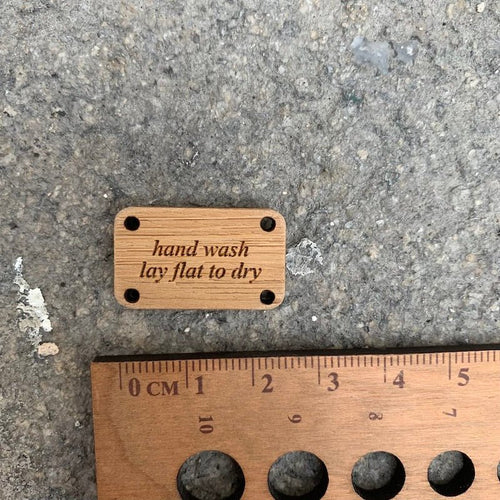 hand wash
lay flat to dry
0 CM 1 2 3 4 5
10 9 8 7